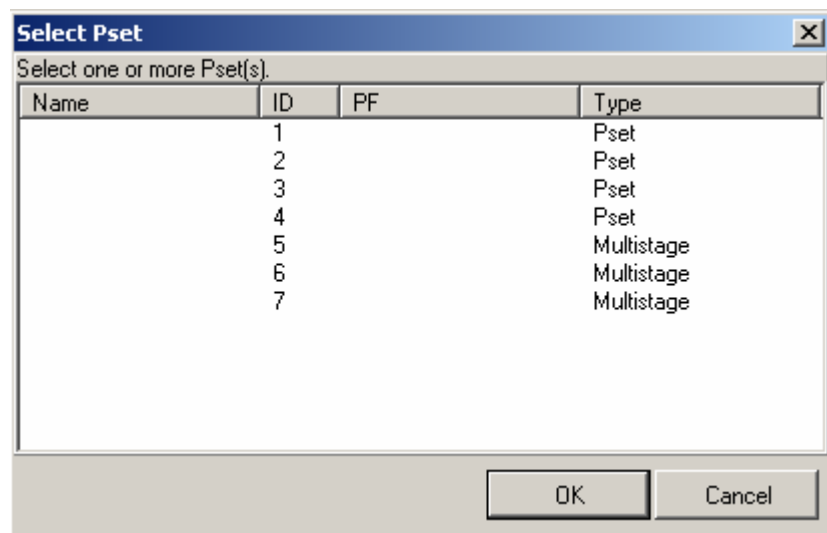 Select Pset
Select one or more Pset(s).
Name ID PF Type
1 Pset
2 Pset
3 Pset
4 Pset
5 Multistage
6 Multistage
7 Multistage
OK Cancel